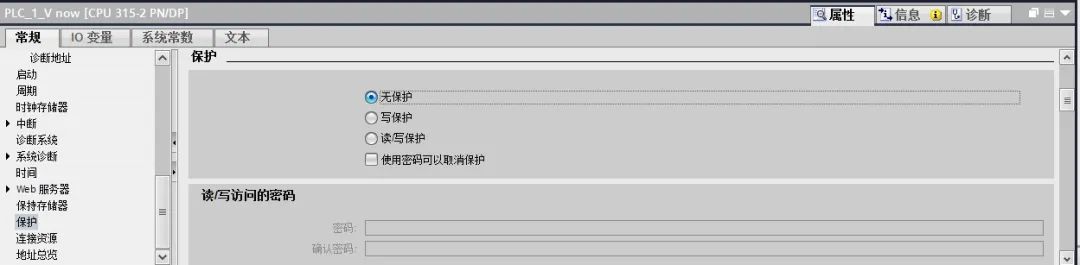 PLC_1_V now [CPU 315-2 PN/DP]
属性 信息 诊断
常规 IO 变量 系统常数 文本
诊断地址
启动
周期
时钟存储器
中断
诊断系统
系统诊断
时间
Web 服务器
保持存储器
保护
连接资源
地址总览
保护
无保护
写保护
读/写保护
使用密码可以取消保护
读/写访问的密码
密码:
确认密码: